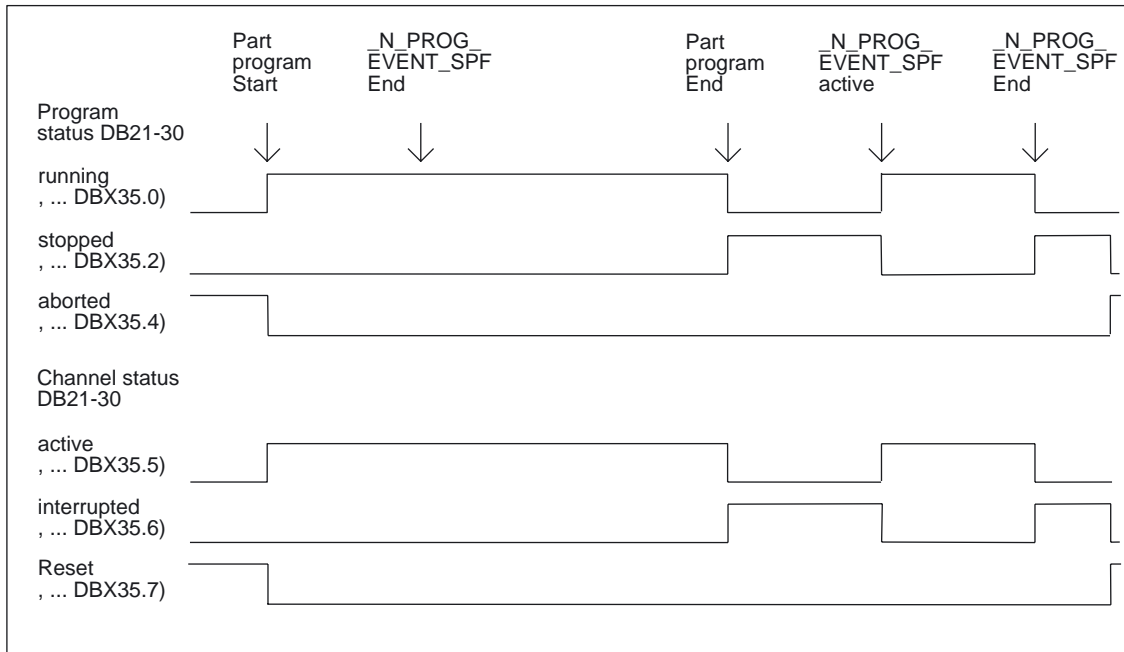 Part
program
Start
_N_PROG_
EVENT_SPF
End
Part
program
End
_N_PROG_
EVENT_SPF
active
_N_PROG_
EVENT_SPF
End
Program
status DB21-30
running
, ... DBX35.0)
stopped
, ... DBX35.2)
aborted
, ... DBX35.4)
Channel status
DB21-30
active
, ... DBX35.5)
interrupted
, ... DBX35.6)
Reset
, ... DBX35.7)